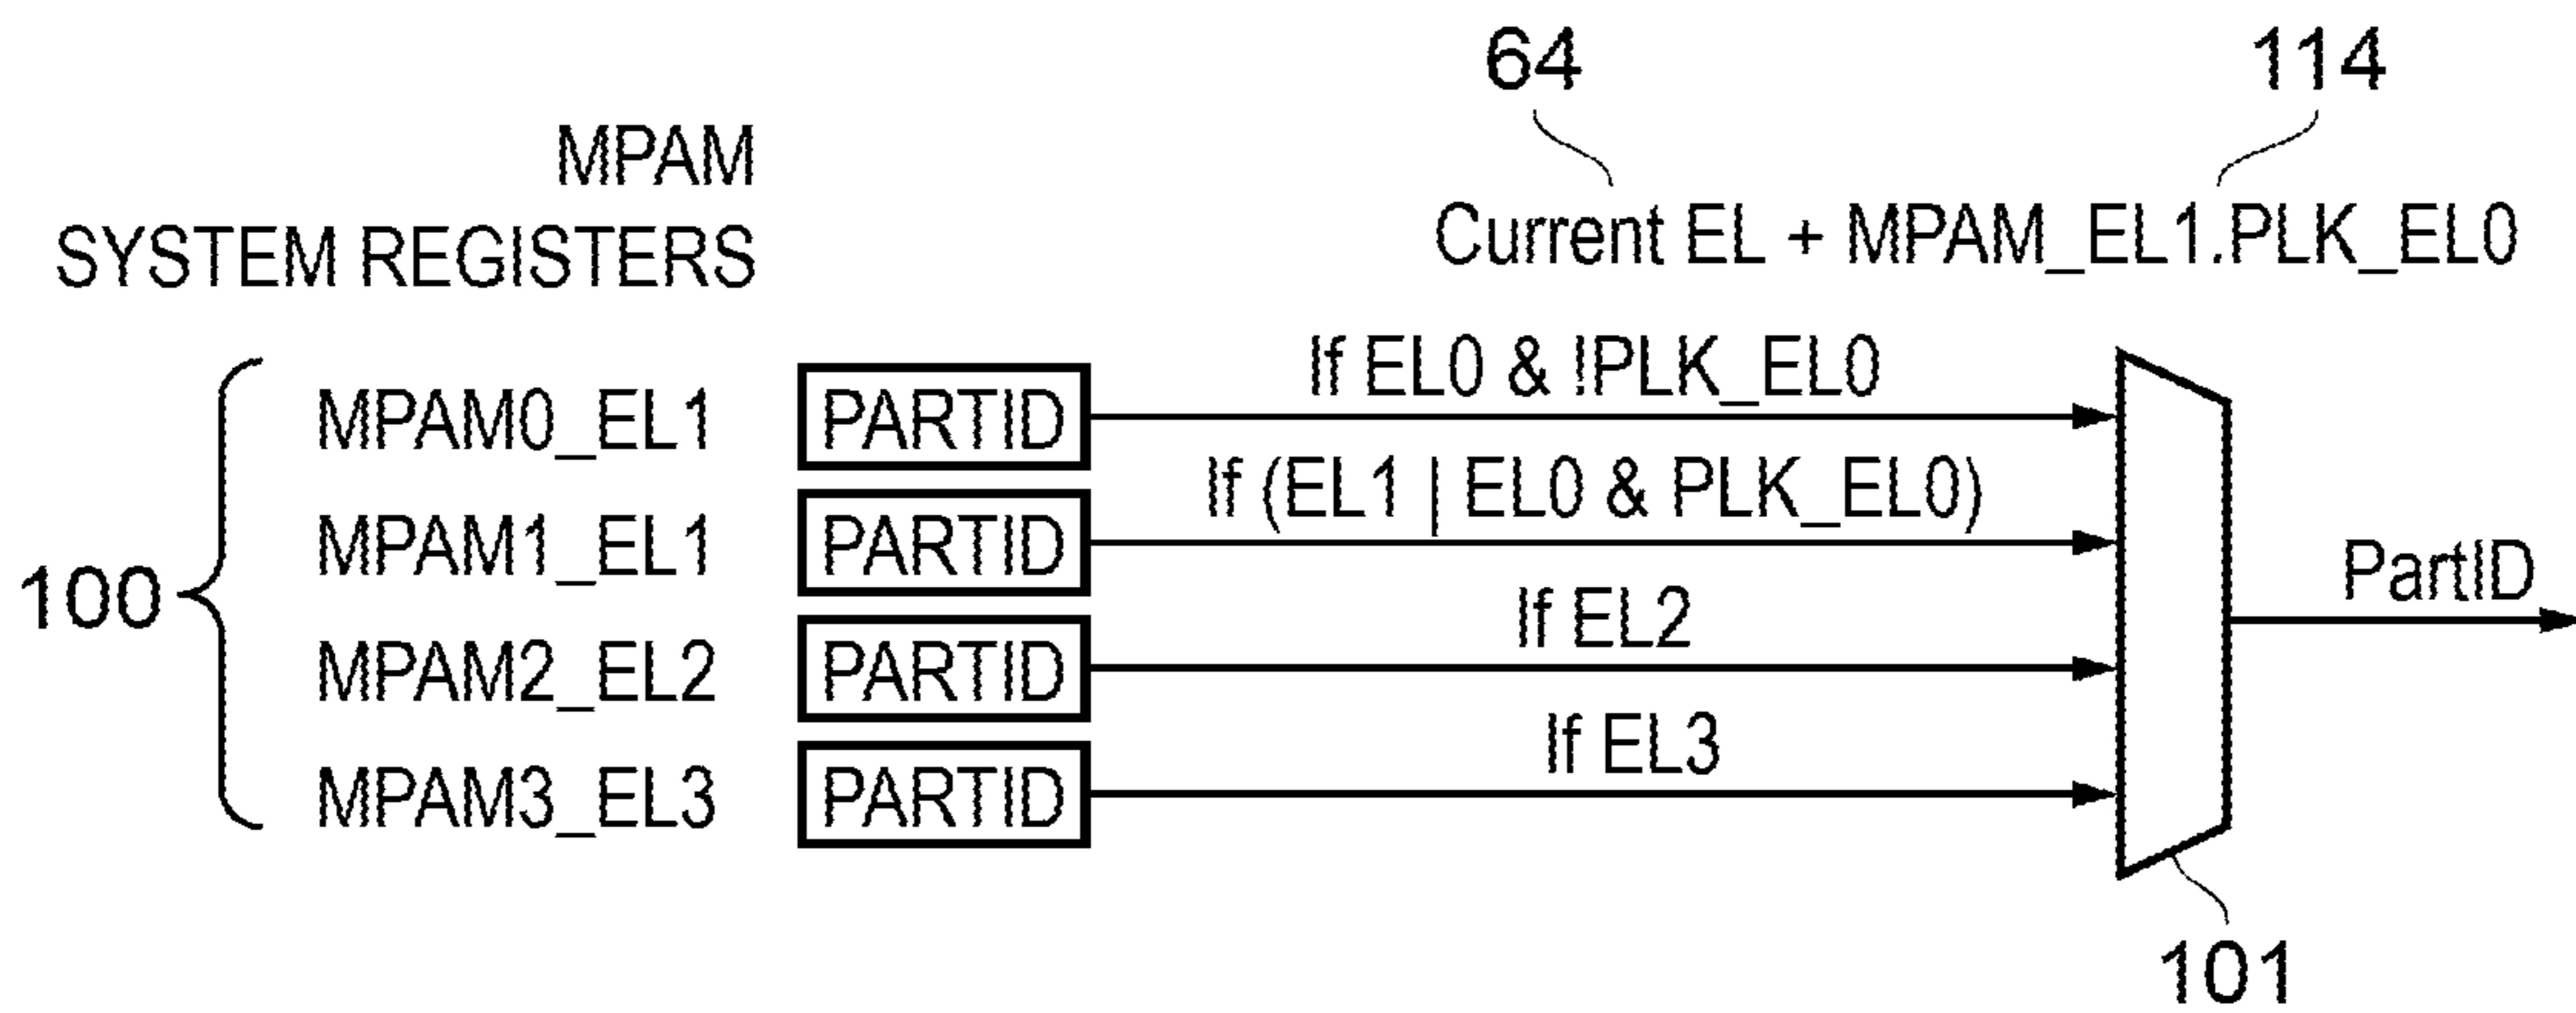 64
114
MPAM
SYSTEM REGISTERS
Current EL + MPAM_EL1.PLK_EL0
100
MPAM0_EL1
PARTID
If EL0 & !PLK_EL0
MPAM1_EL1
PARTID
If (EL1 | EL0 & PLK_EL0)
MPAM2_EL2
PARTID
If EL2
MPAM3_EL3
PARTID
If EL3
PartID
101